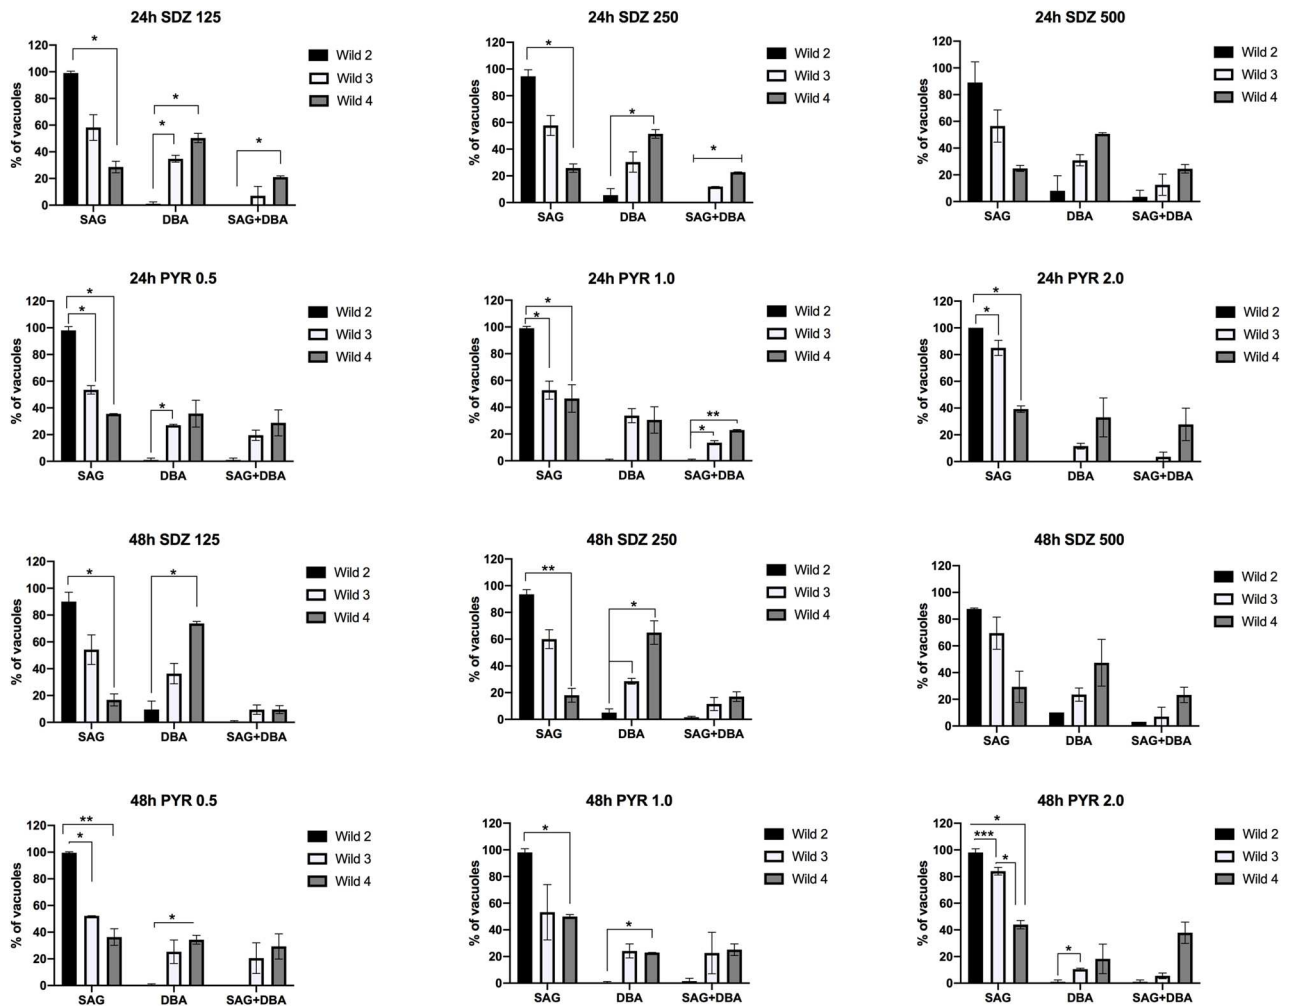 24h SDZ 125
% of vacuoles
120
100
80
60
40
20
0
*
*
*
*
SAG DBA SAG+DBA
Wild 2
Wild 3
Wild 4
24h SDZ 250
% of vacuoles
120
100
80
60
40
20
0
*
*
*
SAG DBA SAG+DBA
Wild 2
Wild 3
Wild 4
24h SDZ 500
% of vacuoles
120
100
80
60
40
20
0
SAG DBA SAG+DBA
Wild 2
Wild 3
Wild 4
24h PYR 0.5
% of vacuoles
120
100
80
60
40
20
0
*
*
*
SAG DBA SAG+DBA
Wild 2
Wild 3
Wild 4
24h PYR 1.0
% of vacuoles
120
100
80
60
40
20
0
*
*
**
*
SAG DBA SAG+DBA
Wild 2
Wild 3
Wild 4
24h PYR 2.0
% of vacuoles
120
100
80
60
40
20
0
*
*
SAG DBA SAG+DBA
Wild 2
Wild 3
Wild 4
48h SDZ 125
% of vacuoles
120
100
80
60
40
20
0
*
*
SAG DBA SAG+DBA
Wild 2
Wild 3
Wild 4
48h SDZ 250
% of vacuoles
120
100
80
60
40
20
0
**
*
SAG DBA SAG+DBA
Wild 2
Wild 3
Wild 4
48h SDZ 500
% of vacuoles
120
100
80
60
40
20
0
SAG DBA SAG+DBA
Wild 2
Wild 3
Wild 4
48h PYR 0.5
% of vacuoles
120
100
80
60
40
20
0
**
*
*
SAG DBA SAG+DBA
Wild 2
Wild 3
Wild 4
48h PYR 1.0
% of vacuoles
120
100
80
60
40
20
0
*
*
SAG DBA SAG+DBA
Wild 2
Wild 3
Wild 4
48h PYR 2.0
% of vacuoles
120
100
80
60
40
20
0
*
***
*
*
SAG DBA SAG+DBA
Wild 2
Wild 3
Wild 4